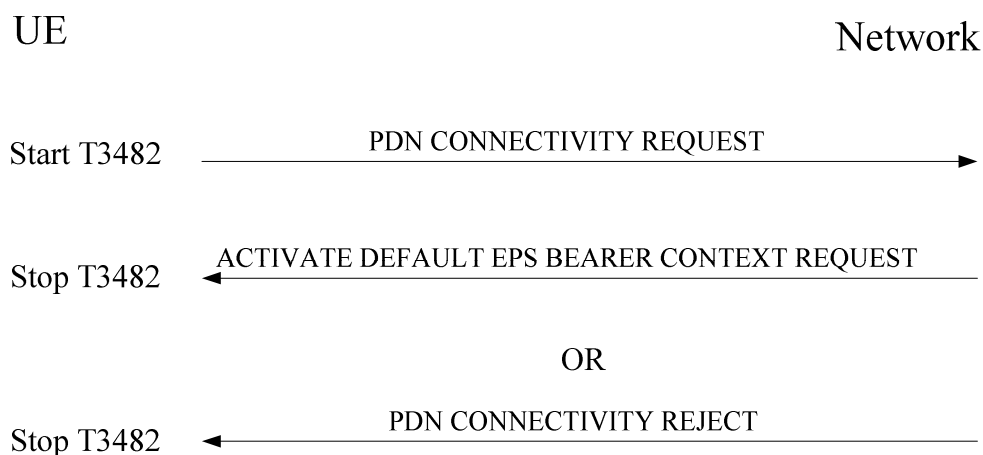 UE
Network
Start T3482
PDN CONNECTIVITY REQUEST
Stop T3482
ACTIVATE DEFAULT EPS BEARER CONTEXT REQUEST
OR
Stop T3482
PDN CONNECTIVITY REJECT